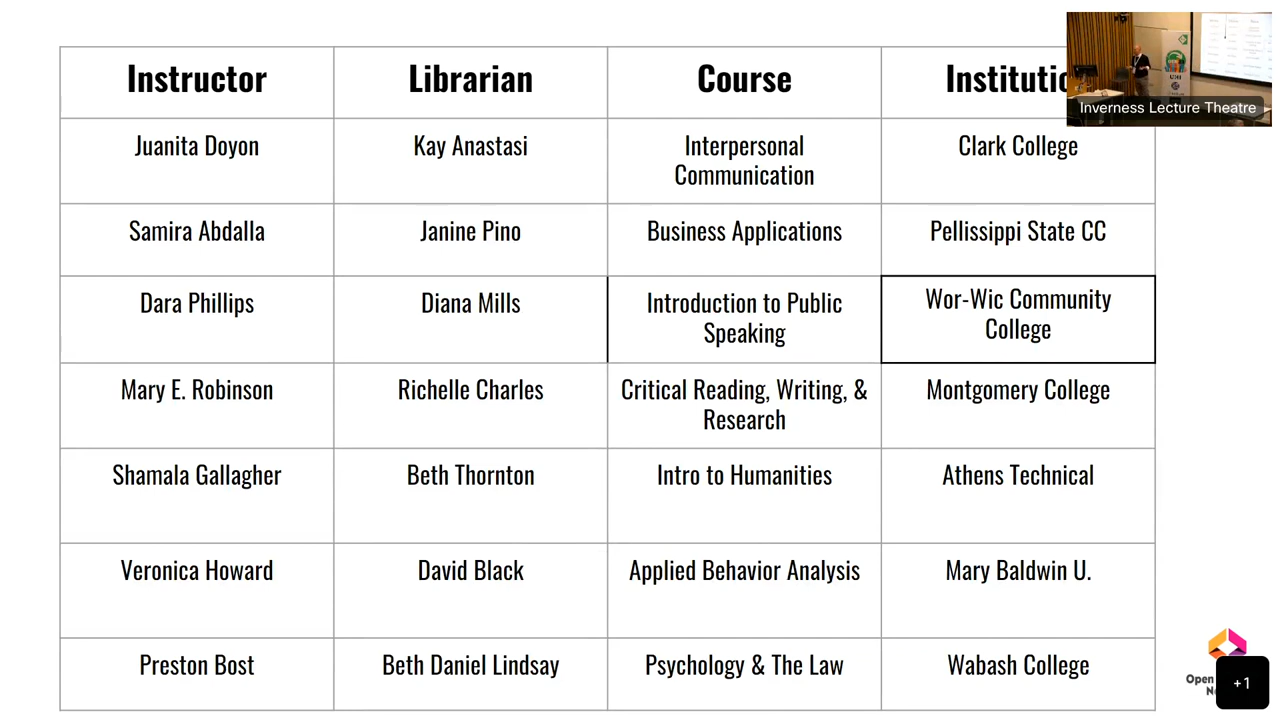 Instructor Librarian Course Institutio
Juanita Doyon Kay Anastasi Interpersonal Clark College
Communication
Samira Abdalla Janine Pino Business Applications Pellissippi State CC
Dara Phillips Diana Mills Introduction to Public Wor-Wic Community
Speaking College
Mary E. Robinson Richelle Charles Critical Reading, Writing, & Montgomery College
Research
Shamala Gallagher Beth Thornton Intro to Humanities Athens Technical
Veronica Howard David Black Applied Behavior Analysis Mary Baldwin U.
Preston Bost Beth Daniel Lindsay Psychology & The Law Wabash College
Inverness Lecture Theatre
Open
+1